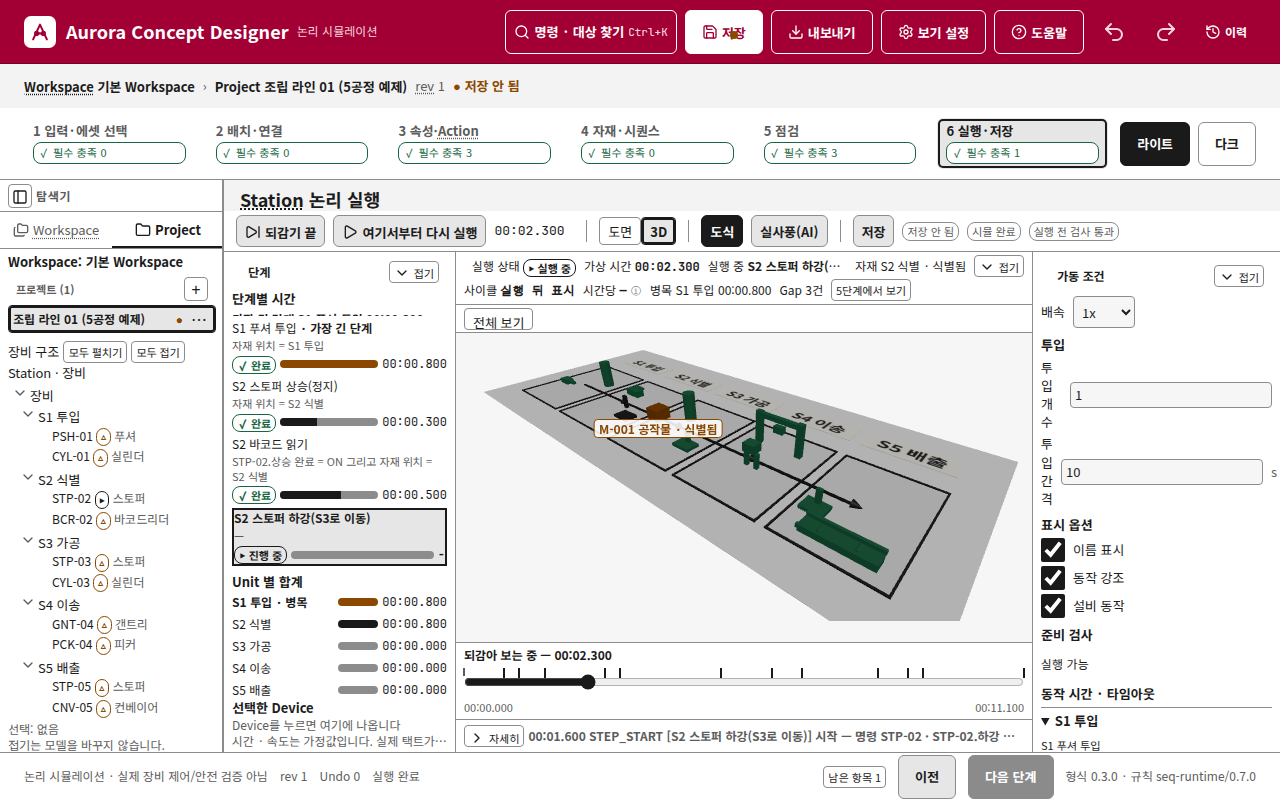 Aurora Concept Designer 논리 시뮬레이션
명령 · 대상 찾기 Ctrl+K
저장
내보내기
보기 설정
도움말
이력
Workspace 기본 Workspace › Project 조립 라인 01 (5공정 예제) rev 1 ● 저장 안 됨
1 입력·에셋 선택
✓ 필수 충족 0
2 배치·연결
✓ 필수 충족 0
3 속성·Action
✓ 필수 충족 3
4 자재·시퀀스
✓ 필수 충족 0
5 점검
✓ 필수 충족 3
6 실행·저장
✓ 필수 충족 1
라이트
다크
탐색기
Workspace
Project
Workspace: 기본 Workspace
프로젝트 (1)
+
조립 라인 01 (5공정 예제) ● ···
장비 구조 모두 펼치기 모두 접기
Station · 장비
장비
S1 투입
PSH-01 푸셔
CYL-01 실린더
S2 식별
STP-02 스토퍼
BCR-02 바코드리더
S3 가공
STP-03 스토퍼
CYL-03 실린더
S4 이송
GNT-04 갠트리
PCK-04 피커
S5 배출
STP-05 스토퍼
CNV-05 컨베이어
선택: 없음
접기는 모델을 바꾸지 않습니다.
Station 논리 실행
되감기 끝
여기서부터 다시 실행
00:02.300
도면
3D
도식
실사풍(AI)
저장
저장 안 됨
시뮬 완료
실행 전 검사 통과
단계
접기
단계별 시간
S1 푸셔 투입 · 가장 긴 단계
자재 위치 = S1 투입
✓ 완료 00:00.800
S2 스토퍼 상승(정지)
자재 위치 = S2 식별
✓ 완료 00:00.300
S2 바코드 읽기
STP-02.상승 완료 = ON 그리고 자재 위치 =
S2 식별
✓ 완료 00:00.500
S2 스토퍼 하강(S3로 이동)
—
▸ 진행 중 -
Unit 별 합계
S1 투입 · 병목 00:00.800
S2 식별 00:00.800
S3 가공 00:00.000
S4 이송 00:00.000
S5 배출 00:00.000
선택한 Device
Device를 누르면 여기에 나옵니다
시간 · 속도는 가정값입니다. 실제 택트가…
실행 상태 ▸ 실행 중 가상 시간 00:02.300 실행 중 S2 스토퍼 하강(… 자재 S2 식별 · 식별됨
접기
사이클 실행 뒤 표시 시간당 — ⓘ 병목 S1 투입 00:00.800 Gap 3건 5단계에서 보기
전체 보기
S1 투입
S2 식별
S3 가공
S4 이송
S5 배출
M-001 공작물 · 식별됨
되감아 보는 중 — 00:02.300
00:00.000
00:11.100
자세히
00:01.600 STEP_START [S2 스토퍼 하강(S3로 이동)] 시작 — 명령 STP-02 · STP-02.하강 …
가동 조건
접기
배속 1x
투입
투입 개수 1
투입 간격 10 s
표시 옵션
이름 표시
동작 강조
설비 동작
준비 검사
실행 가능
동작 시간 · 타임아웃
▼ S1 투입
S1 푸셔 투입
논리 시뮬레이션 · 실제 장비 제어/안전 검증 아님 rev 1 Undo 0 실행 완료
남은 항목 1
이전
다음 단계
형식 0.3.0 · 규칙 seq-runtime/0.7.0